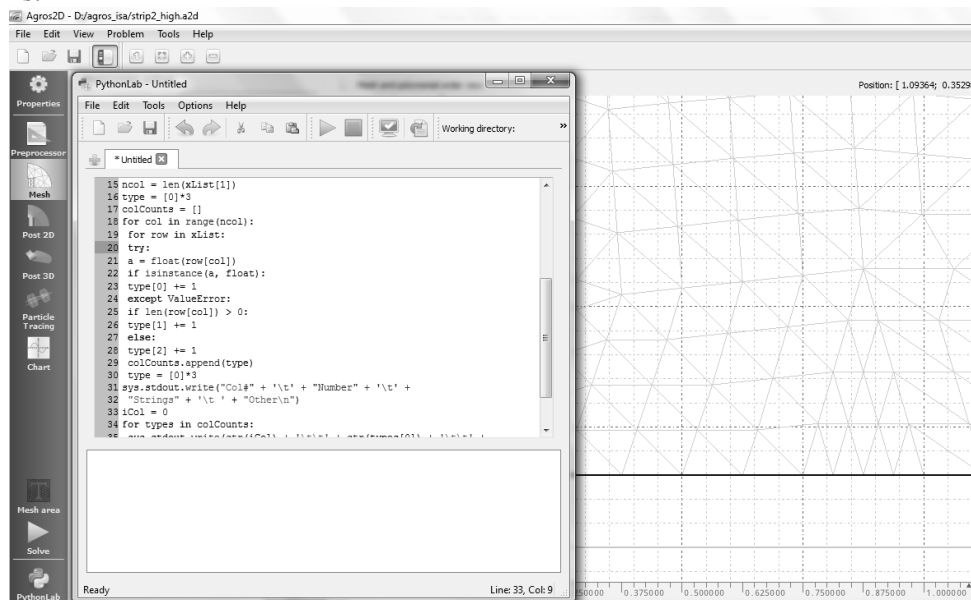 Agros2D - D:/agros_isa/strip2_high.a2d
File Edit View Problem Tools Help
Properties
Preprocessor
Mesh
Post 2D
Post 3D
Particle
Tracing
Chart
Mesh area
Solve
PythonLab
PythonLab - Untitled
File Edit Tools Options Help
Working directory: »
* Untitled
15 ncol = len(xList[1])
16 type = [0]*3
17 colCounts = []
18 for col in range(ncol):
19 for row in xList:
20 try:
21 a = float(row[col])
22 if isinstance(a, float):
23 type[0] += 1
24 except ValueError:
25 if len(row[col]) > 0:
26 type[1] += 1
27 else:
28 type[2] += 1
29 colCounts.append(type)
30 type = [0]*3
31 sys.stdout.write("Col#" + '\t' + "Number" + '\t' +
32 "Strings" + '\t ' + "Other\n")
33 iCol = 0
34 for types in colCounts:
Ready Line: 33, Col: 9
Position: [ 1.09364; 0.3529
0.375000 0.500000 0.625000 0.750000 0.875000 1.000000